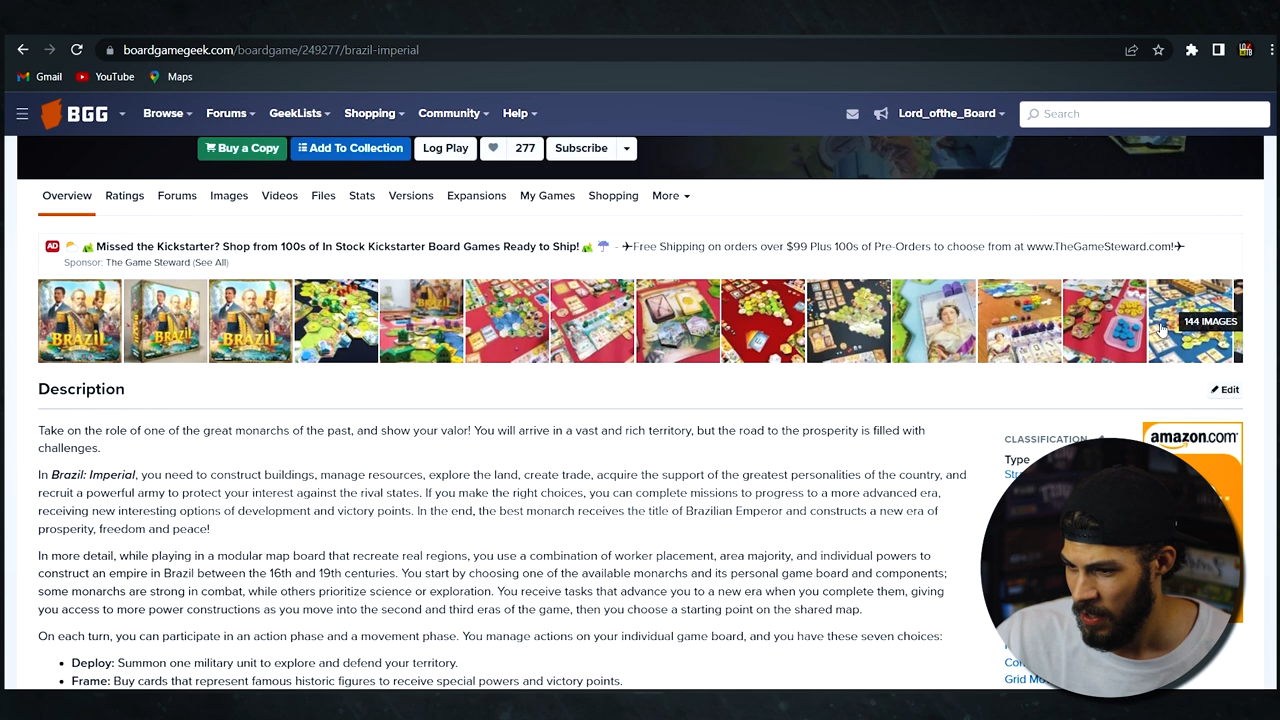 boardgamegeek.com/boardgame/249277/brazil-imperial
Gmail YouTube Maps
BGG Browse Forums GeekLists Shopping Community Help Lord_ofthe_Board Search
Buy a Copy Add To Collection Log Play 277 Subscribe
Overview Ratings Forums Images Videos Files Stats Versions Expansions My Games Shopping More
AD Missed the Kickstarter? Shop from 100s of In Stock Kickstarter Board Games Ready to Ship! - ✈Free Shipping on orders over $99 Plus 100s of Pre-Orders to choose from at www.TheGameSteward.com!✈
Sponsor: The Game Steward (See All)
BRAZIL BRAZIL BRAZIL
144 IMAGES
Description
Edit
Take on the role of one of the great monarchs of the past, and show your valor! You will arrive in a vast and rich territory, but the road to the prosperity is filled with
challenges.
In Brazil: Imperial, you need to construct buildings, manage resources, explore the land, create trade, acquire the support of the greatest personalities of the country, and
recruit a powerful army to protect your interest against the rival states. If you make the right choices, you can complete missions to progress to a more advanced era,
receiving new interesting options of development and victory points. In the end, the best monarch receives the title of Brazilian Emperor and constructs a new era of
prosperity, freedom and peace!
In more detail, while playing in a modular map board that recreate real regions, you use a combination of worker placement, area majority, and individual powers to
construct an empire in Brazil between the 16th and 19th centuries. You start by choosing one of the available monarchs and its personal game board and components;
some monarchs are strong in combat, while others prioritize science or exploration. You receive tasks that advance you to a new era when you complete them, giving
you access to more power constructions as you move into the second and third eras of the game, then you choose a starting point on the shared map.
On each turn, you can participate in an action phase and a movement phase. You manage actions on your individual game board, and you have these seven choices:
• Deploy: Summon one military unit to explore and defend your territory.
• Frame: Buy cards that represent famous historic figures to receive special powers and victory points.
CLASSIFICATION
Type
amazon.com
Grid